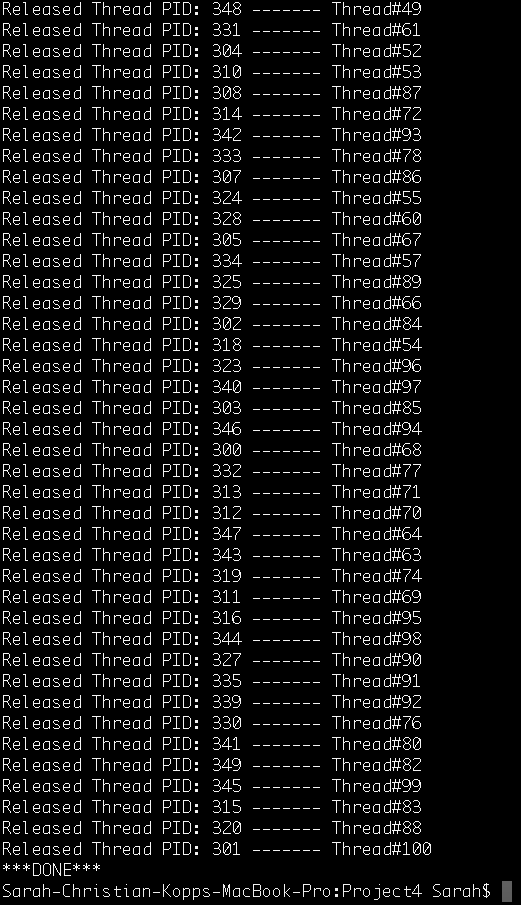 Released Thread PID: 348 ------- Thread#49
Released Thread PID: 331 ------- Thread#61
Released Thread PID: 304 ------- Thread#52
Released Thread PID: 310 ------- Thread#53
Released Thread PID: 308 ------- Thread#87
Released Thread PID: 314 ------- Thread#72
Released Thread PID: 342 ------- Thread#93
Released Thread PID: 333 ------- Thread#78
Released Thread PID: 307 ------- Thread#86
Released Thread PID: 324 ------- Thread#55
Released Thread PID: 328 ------- Thread#60
Released Thread PID: 305 ------- Thread#67
Released Thread PID: 334 ------- Thread#57
Released Thread PID: 325 ------- Thread#89
Released Thread PID: 329 ------- Thread#66
Released Thread PID: 302 ------- Thread#84
Released Thread PID: 318 ------- Thread#54
Released Thread PID: 323 ------- Thread#96
Released Thread PID: 340 ------- Thread#97
Released Thread PID: 303 ------- Thread#85
Released Thread PID: 346 ------- Thread#94
Released Thread PID: 300 ------- Thread#68
Released Thread PID: 332 ------- Thread#77
Released Thread PID: 313 ------- Thread#71
Released Thread PID: 312 ------- Thread#70
Released Thread PID: 347 ------- Thread#64
Released Thread PID: 343 ------- Thread#63
Released Thread PID: 319 ------- Thread#74
Released Thread PID: 311 ------- Thread#69
Released Thread PID: 316 ------- Thread#95
Released Thread PID: 344 ------- Thread#98
Released Thread PID: 327 ------- Thread#90
Released Thread PID: 335 ------- Thread#91
Released Thread PID: 339 ------- Thread#92
Released Thread PID: 330 ------- Thread#76
Released Thread PID: 341 ------- Thread#80
Released Thread PID: 349 ------- Thread#82
Released Thread PID: 345 ------- Thread#99
Released Thread PID: 315 ------- Thread#83
Released Thread PID: 320 ------- Thread#88
Released Thread PID: 301 ------- Thread#100
***DONE***
Sarah-Christian-Kopps-MacBook-Pro:Project4 Sarah$